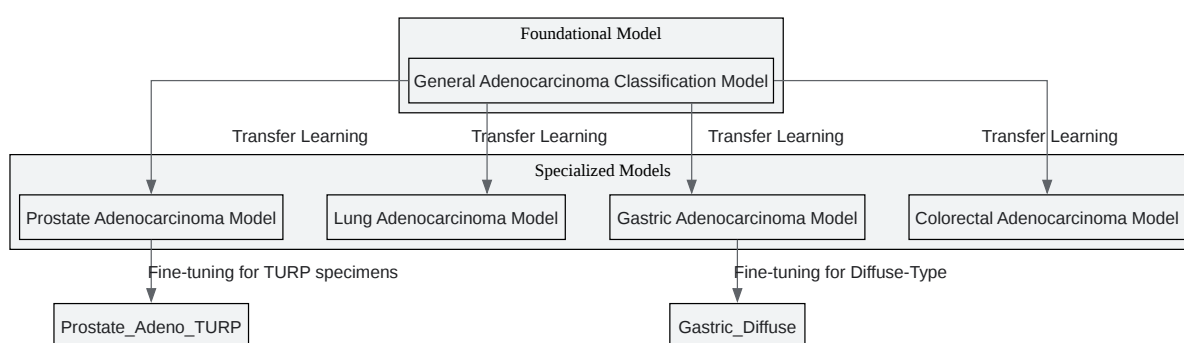 Foundational Model
General Adenocarcinoma Classification Model
Transfer Learning
Transfer Learning
Transfer Learning
Transfer Learning
Specialized Models
Prostate Adenocarcinoma Model
Lung Adenocarcinoma Model
Gastric Adenocarcinoma Model
Colorectal Adenocarcinoma Model
Fine-tuning for TURP specimens
Fine-tuning for Diffuse-Type
Prostate_Adeno_TURP
Gastric_Diffuse